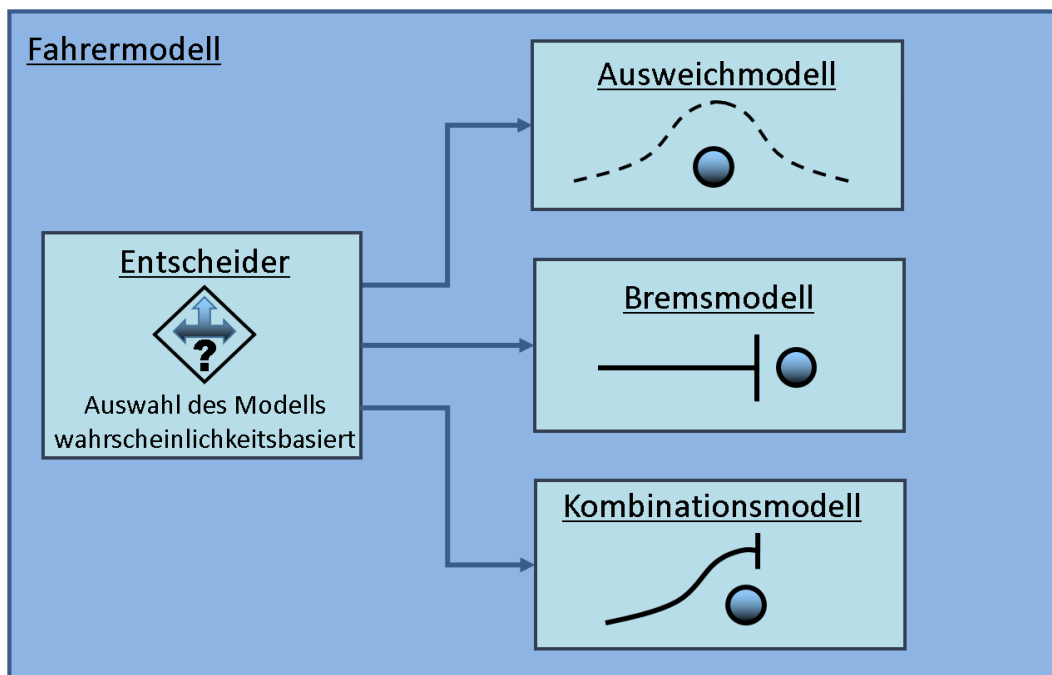 Fahrermodell
Ausweichmodell
Entscheider
?
Auswahl des Modells
wahrscheinlichkeitsbasiert
Bremsmodell
Kombinationsmodell